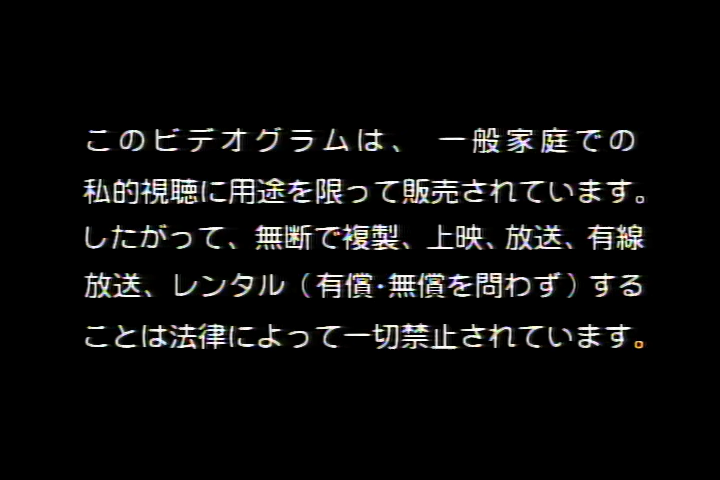 このビデオグラムは、一般家庭での
私的視聴に用途を限って販売されています。
したがって、無断で複製、上映、放送、有線
放送、レンタル（有償・無償を問わず）する
ことは法律によって一切禁止されています。